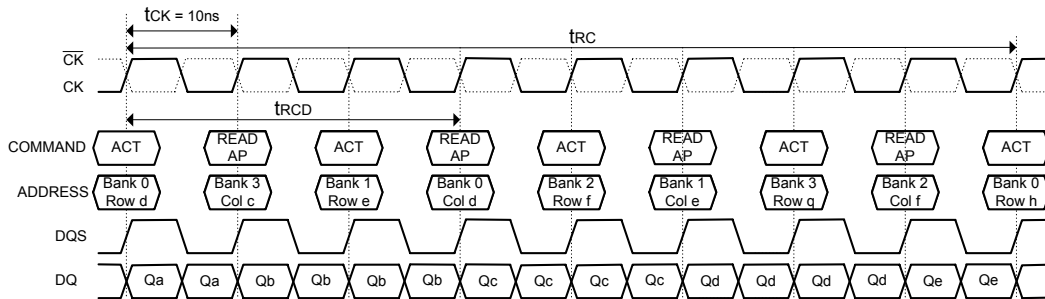 tCK = 10ns
tRC
CK
CK
tRCD
COMMAND ACT READ AP ACT READ AP ACT READ AP ACT READ AP ACT
ADDRESS Bank 0 Row d Bank 3 Col c Bank 1 Row e Bank 0 Col d Bank 2 Row f Bank 1 Col e Bank 3 Row q Bank 2 Col f Bank 0 Row h
DQS
DQ Qa Qa Qb Qb Qb Qb Qc Qc Qc Qc Qd Qd Qd Qd Qe Qe